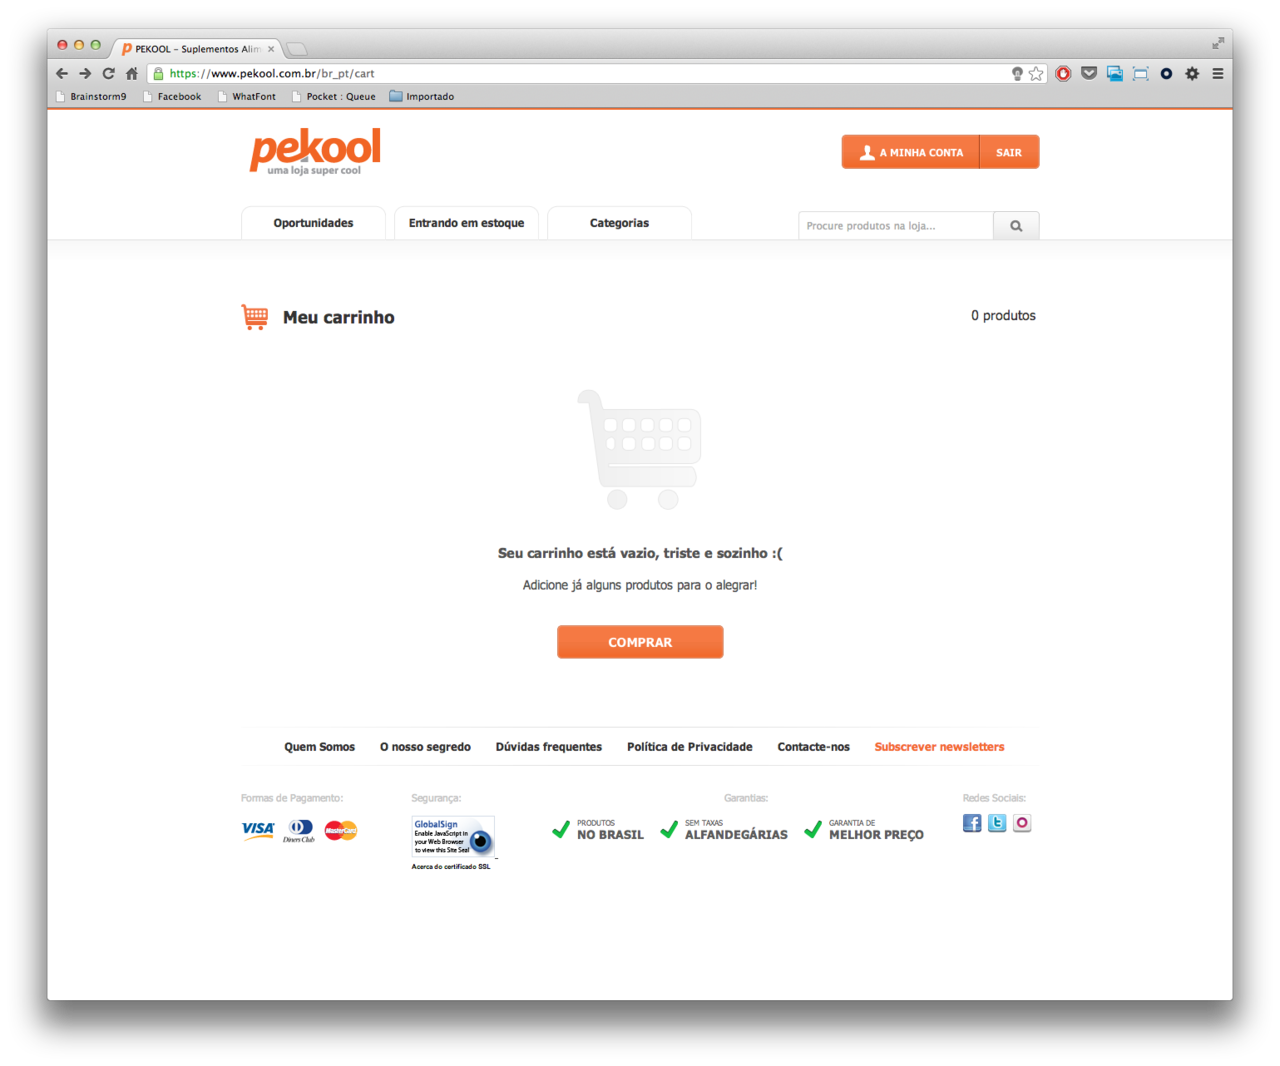 PEKOOL – Suplementos Alim
https://www.pekool.com.br/br_pt/cart
Brainstorm9
Facebook
WhatFont
Pocket : Queue
Importado
pekool
uma loja super cool
A MINHA CONTA
SAIR
Oportunidades
Entrando em estoque
Categorias
Procure produtos na loja...
Meu carrinho
0 produtos
Seu carrinho está vazio, triste e sozinho :(
Adicione já alguns produtos para o alegrar!
COMPRAR
Quem Somos
O nosso segredo
Dúvidas frequentes
Política de Privacidade
Contacte-nos
Subscrever newsletters
Formas de Pagamento:
VISA
Diners Club
MasterCard
Segurança:
GlobalSign
Enable JavaScript in
your Web Browser
to view this Site Seal
Acerca do certificado SSL
Garantias:
PRODUTOS
NO BRASIL
SEM TAXAS
ALFANDEGÁRIAS
GARANTIA DE
MELHOR PREÇO
Redes Sociais: